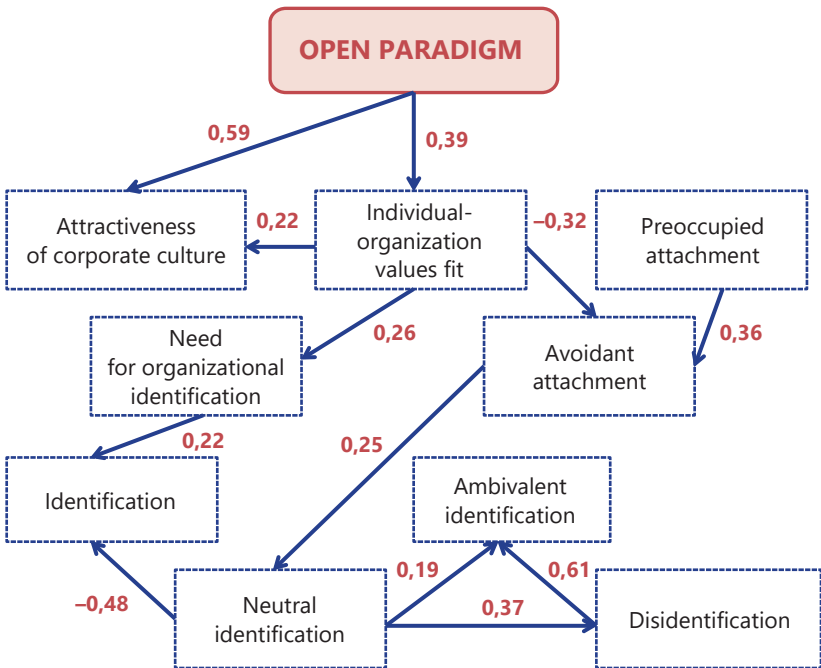 OPEN PARADIGM
0,59
0,39
Attractiveness
of corporate culture
0,22
Individual-
organization
values fit
–0,32
Preoccupied
attachment
Need
for organizational
identification
0,26
Avoidant
attachment
0,36
0,22
0,25
Identification
Ambivalent
identification
–0,48
Neutral
identification
0,19
0,61
0,37
Disidentification